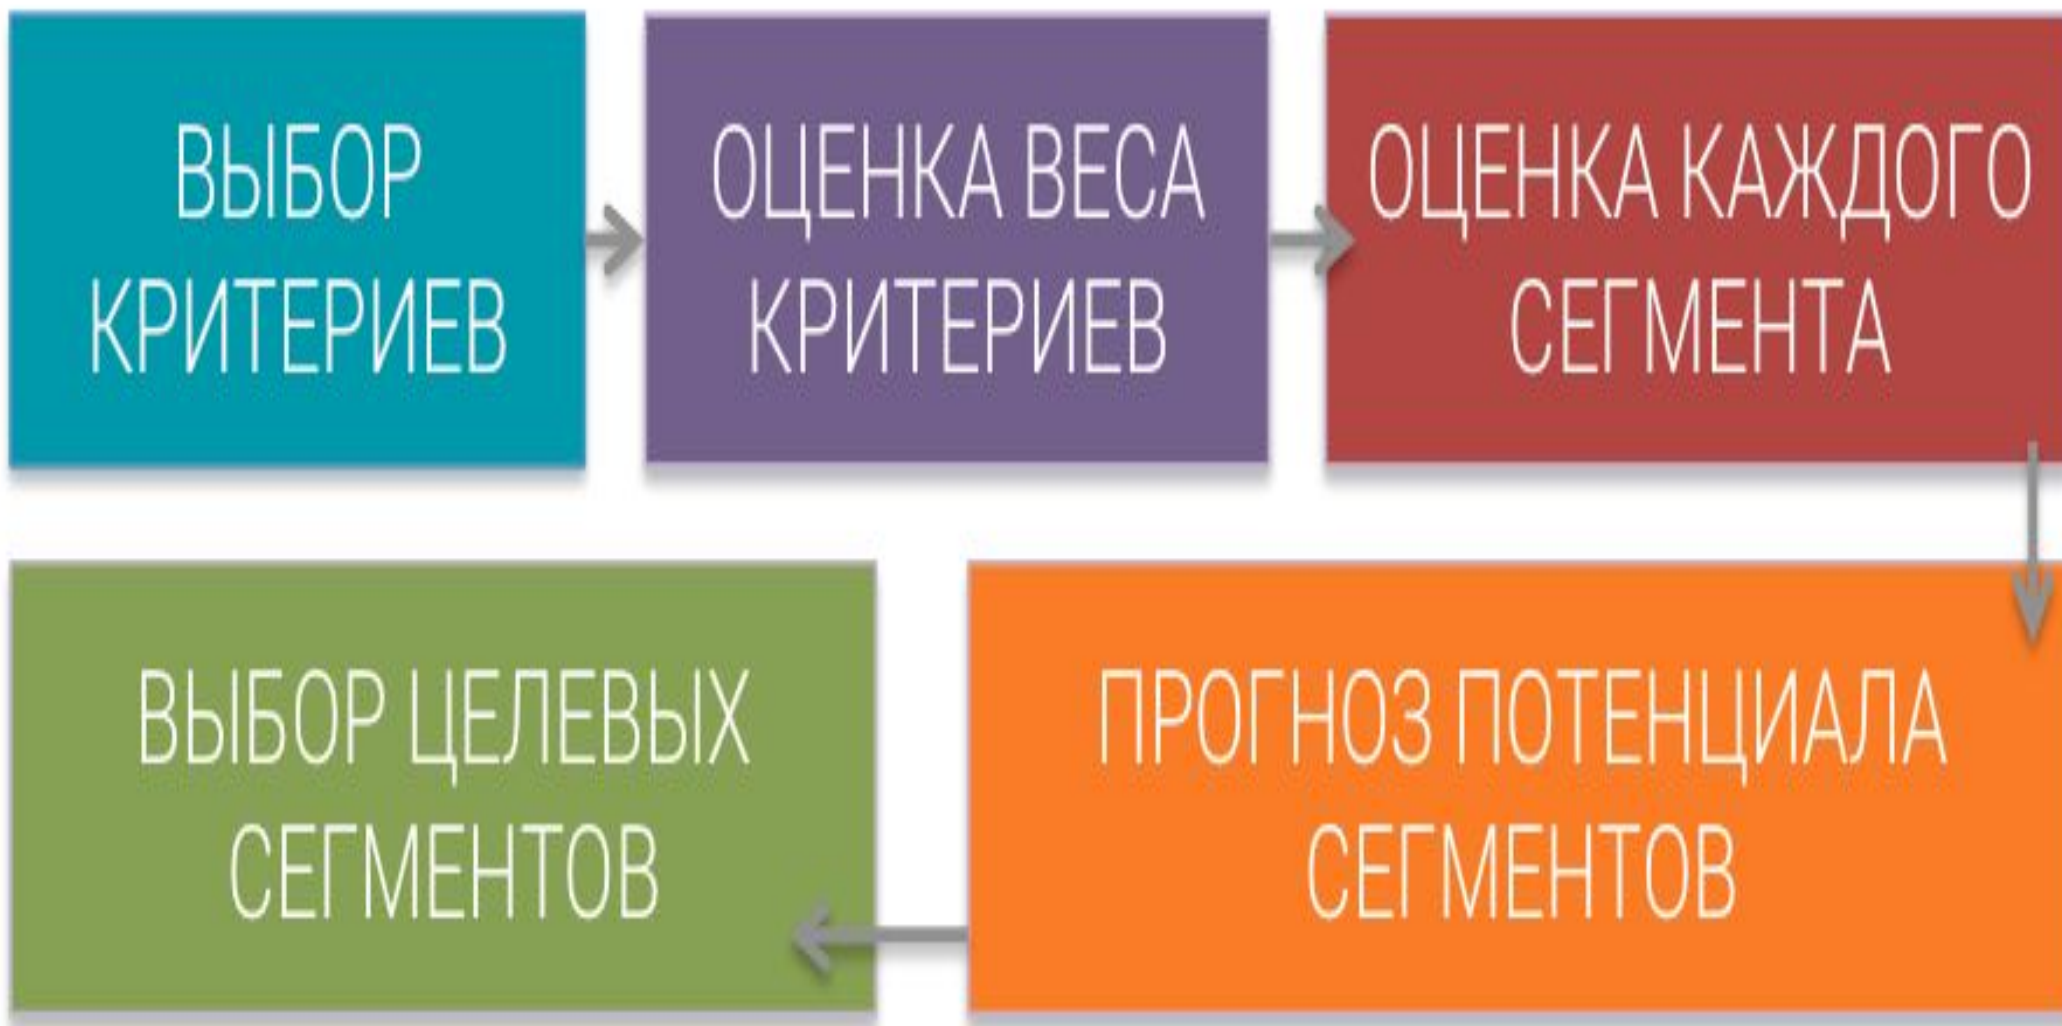 ВЫБОР
КРИТЕРИЕВ
ОЦЕНКА ВЕСА
КРИТЕРИЕВ
ОЦЕНКА КАЖДОГО
СЕГМЕНТА
ПРОГНОЗ ПОТЕНЦИАЛА
СЕГМЕНТОВ
ВЫБОР ЦЕЛЕВЫХ
СЕГМЕНТОВ